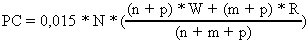 PC = 0,015 * N * ( ((n + p) * W + (m + p) * R) / (n + m + p) )